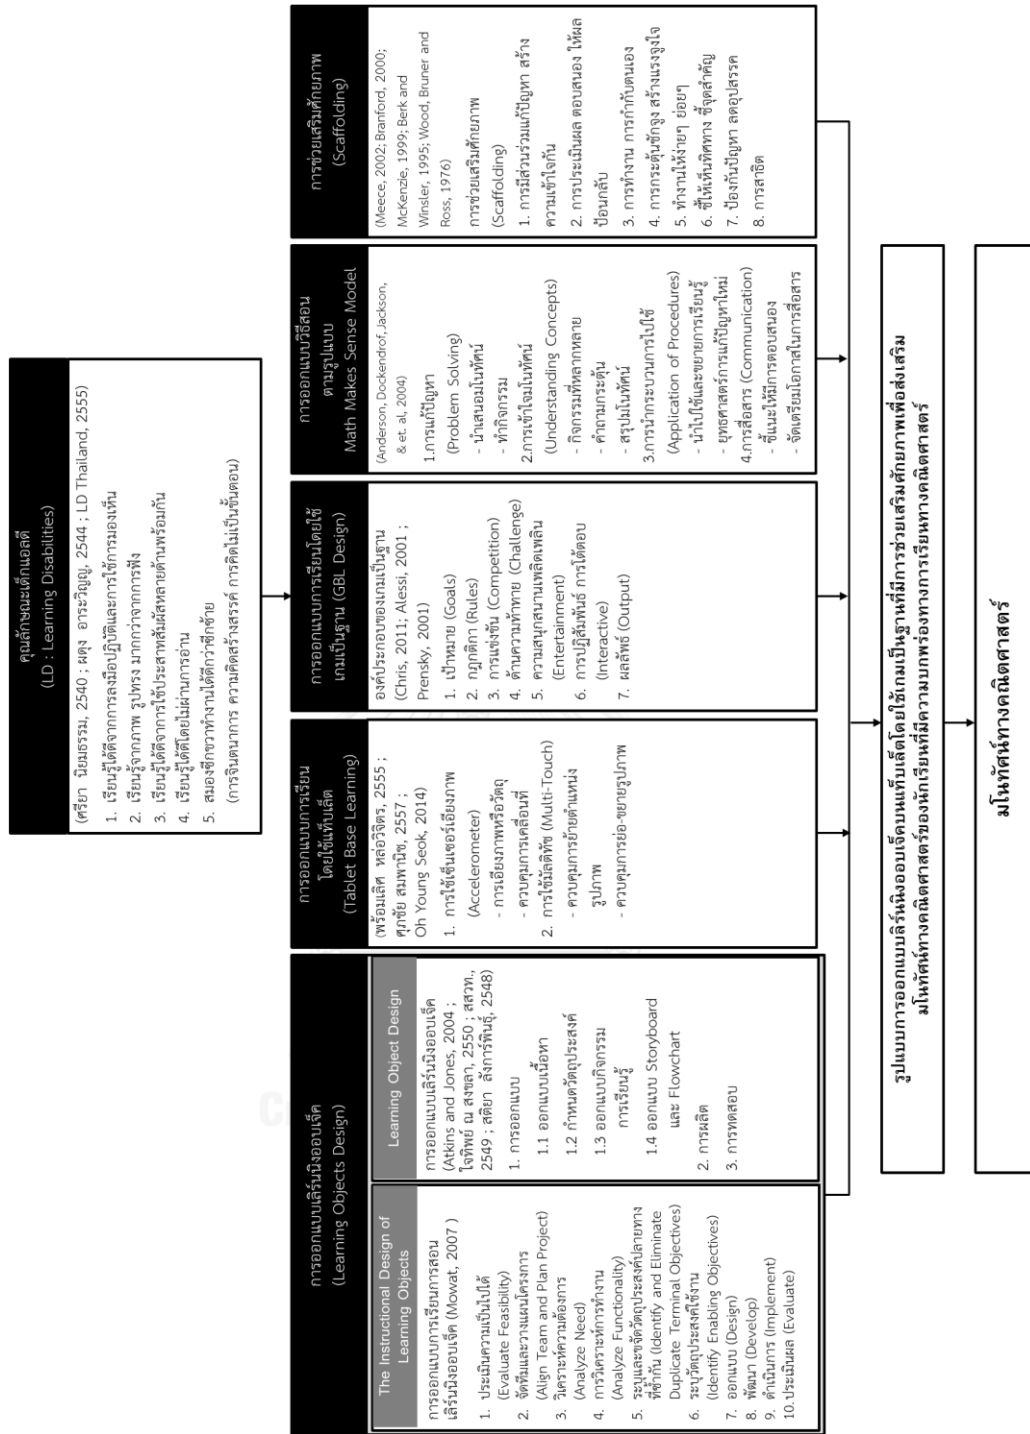 คุณลักษณะเด็กแอลดี
(LD : Learning Disabilities)
(ศรียา นิยมธรรม, 2540 ; ผดุง อาระวิญญู, 2544 ; LD Thailand, 2555)
1. เรียนรู้ได้ดีจากการลงมือปฏิบัติและการใช้การมองเห็น
2. เรียนรู้จากภาพ รูปทรง มากกว่าจากการฟัง
3. เรียนรู้ได้ดีจากการใช้ประสาทสัมผัสหลายด้านพร้อมกัน
4. เรียนรู้ได้ดีโดยไม่ผ่านการอ่าน
5. สมองซีกขวาทำงานได้ดีกว่าซีกซ้าย
(การจินตนาการ ความคิดสร้างสรรค์ การคิดไม่เป็นขั้นตอน)
การออกแบบเลิร์นนิงออบเจ็ค
(Learning Objects Design)
The Instructional Design of
Learning Objects
การออกแบบการเรียนการสอน
เลิร์นนิงออบเจ็ค (Mowat, 2007 )
1. ประเมินความเป็นไปได้
(Evaluate Feasibility)
2. จัดทีมและวางแผนโครงการ
(Align Team and Plan Project)
3. วิเคราะห์ความต้องการ
(Analyze Need)
4. การวิเคราะห์การทำงาน
(Analyze Functionality)
5. ระบุและขจัดวัตถุประสงค์ปลายทาง
ที่ซ้ำกัน (Identify and Eliminate
Duplicate Terminal Objectives)
6. ระบุวัตถุประสงค์ใช้งาน
(Identify Enabling Objectives)
7. ออกแบบ (Design)
8. พัฒนา (Develop)
9. ดำเนินการ (Implement)
10. ประเมินผล (Evaluate)
Learning Object Design
การออกแบบเลิร์นนิงออบเจ็ค
(Atkins and Jones, 2004 ;
ใจทิพย์ ณ สงขลา, 2550 ; สสวท.,
2549 ; สติยา ลังการ์พินธุ์, 2548)
1. การออกแบบ
1.1 ออกแบบเนื้อหา
1.2 กำหนดวัตถุประสงค์
1.3 ออกแบบกิจกรรม
การเรียนรู้
1.4 ออกแบบ Storyboard
และ Flowchart
2. การผลิต
3. การทดสอบ
การออกแบบการเรียน
โดยใช้แท็บเล็ต
(Tablet Base Learning)
(พร้อมเลิศ หล่อวิจิตร, 2555 ;
ศุภชัย สมพานิช, 2557 ;
Oh Young Seok, 2014)
1. การใช้เซ็นเซอร์เอียงภาพ
(Accelerometer)
- การเอียงภาพหรือวัตถุ
- ควบคุมการเคลื่อนที่
2. การใช้มัลติทัช (Multi-Touch)
- ควบคุมการย้ายตำแหน่ง
รูปภาพ
- ควบคุมการย่อ-ขยายรูปภาพ
การออกแบบการเรียนโดยใช้
เกมเป็นฐาน (GBL Design)
องค์ประกอบของเกมเป็นฐาน
(Chris, 2011; Alessi, 2001 ;
Prensky, 2001)
1. เป้าหมาย (Goals)
2. กฎกติกา (Rules)
3. การแข่งขัน (Competition)
4. ด้านความท้าทาย (Challenge)
5. ความสนุกสนานเพลิดเพลิน
(Entertainment)
6. การปฏิสัมพันธ์ การโต้ตอบ
(Interactive)
7. ผลลัพธ์ (Output)
การออกแบบวิธีสอน
ตามรูปแบบ
Math Makes Sense Model
(Anderson, Dockendrof, Jackson,
& et. al, 2004)
1.การแก้ปัญหา
(Problem Solving)
- นำเสนอมโนทัศน์
- ทำกิจกรรม
2.การเข้าใจมโนทัศน์
(Understanding Concepts)
- กิจกรรมที่หลากหลาย
- คำถามกระตุ้น
- สรุปมโนทัศน์
3.การนำกระบวนการไปใช้
(Application of Procedures)
- นำไปใช้และขยายการเรียนรู้
- ยุทธศาสตร์การแก้ปัญหาใหม่
4.การสื่อสาร (Communication)
- ชี้แนะให้มีการตอบสนอง
- จัดเตรียมโอกาสในการสื่อสาร
การช่วยเสริมศักยภาพ
(Scaffolding)
(Meece, 2002; Branford, 2000;
McKenzie, 1999; Berk and
Winsler, 1995; Wood, Bruner and
Ross, 1976)
การช่วยเสริมศักยภาพ
(Scaffolding)
1. การมีส่วนร่วมแก้ปัญหา สร้าง
ความเข้าใจกัน
2. การประเมินผล ตอบสนอง ให้ผล
ป้อนกลับ
3. การทำงาน การกำกับตนเอง
4. การกระตุ้นชักจูง สร้างแรงจูงใจ
5. ทำงานให้ง่ายๆ ย่อยๆ
6. ชี้ให้เห็นทิศทาง ชี้จุดสำคัญ
7. ป้องกันปัญหา ลดอุปสรรค
8. การสาธิต
รูปแบบการออกแบบเลิร์นนิงออบเจ็คบนแท็บเล็ตโดยใช้เกมเป็นฐานที่มีการช่วยเสริมศักยภาพเพื่อส่งเสริม
มโนทัศน์ทางคณิตศาสตร์ของนักเรียนที่มีความบกพร่องทางการเรียนทางคณิตศาสตร์
มโนทัศน์ทางคณิตศาสตร์